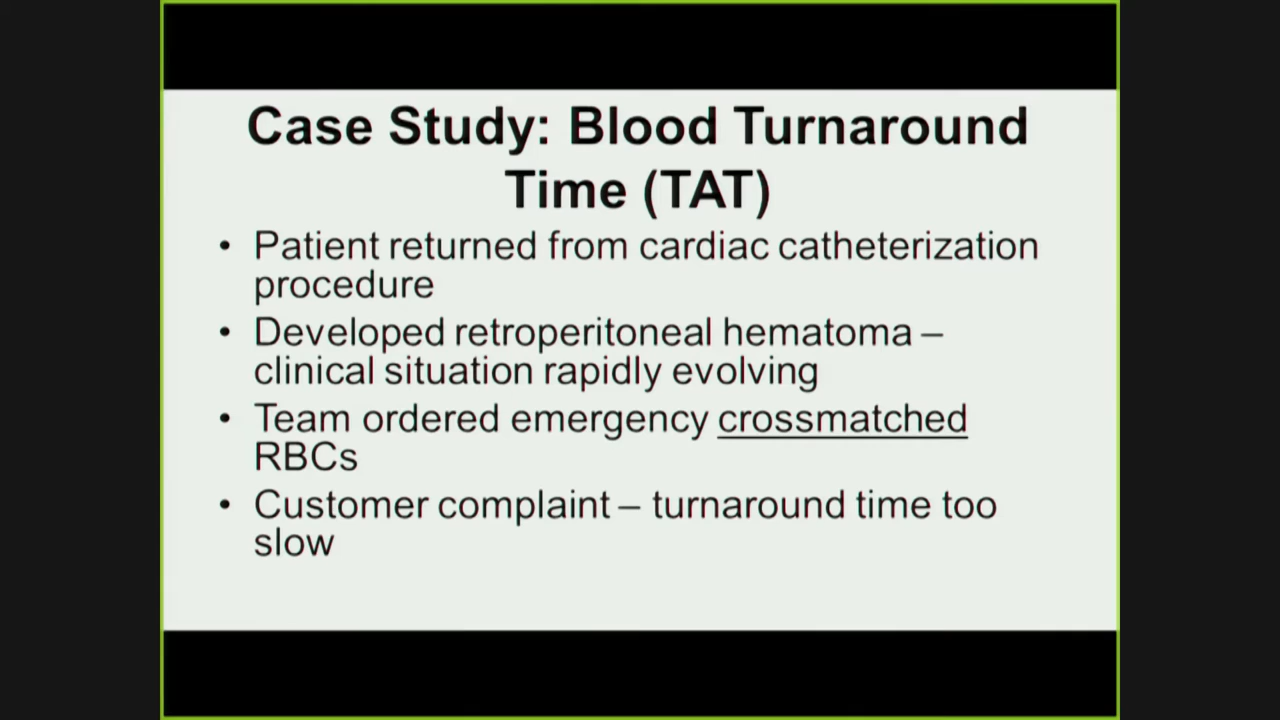 Case Study: Blood Turnaround
Time (TAT)
• Patient returned from cardiac catheterization
procedure
• Developed retroperitoneal hematoma –
clinical situation rapidly evolving
• Team ordered emergency crossmatched
RBCs
• Customer complaint – turnaround time too
slow